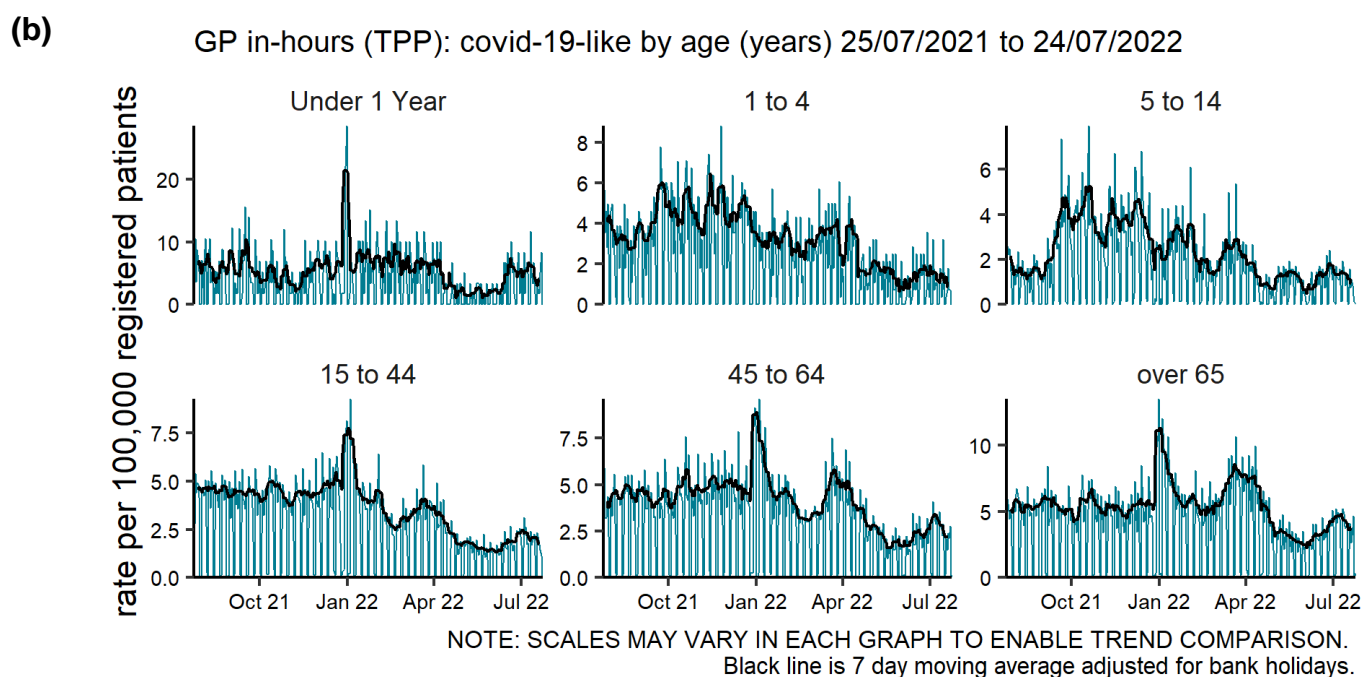 (b)
GP in-hours (TPP): covid-19-like by age (years) 25/07/2021 to 24/07/2022
rate per 100,000 registered patients
Under 1 Year
1 to 4
5 to 14
20
10
0
8
6
4
2
0
6
4
2
0
15 to 44
45 to 64
over 65
7.5
5.0
2.5
0.0
7.5
5.0
2.5
0.0
10
5
0
Oct 21 Jan 22 Apr 22 Jul 22
Oct 21 Jan 22 Apr 22 Jul 22
Oct 21 Jan 22 Apr 22 Jul 22
NOTE: SCALES MAY VARY IN EACH GRAPH TO ENABLE TREND COMPARISON.
Black line is 7 day moving average adjusted for bank holidays.